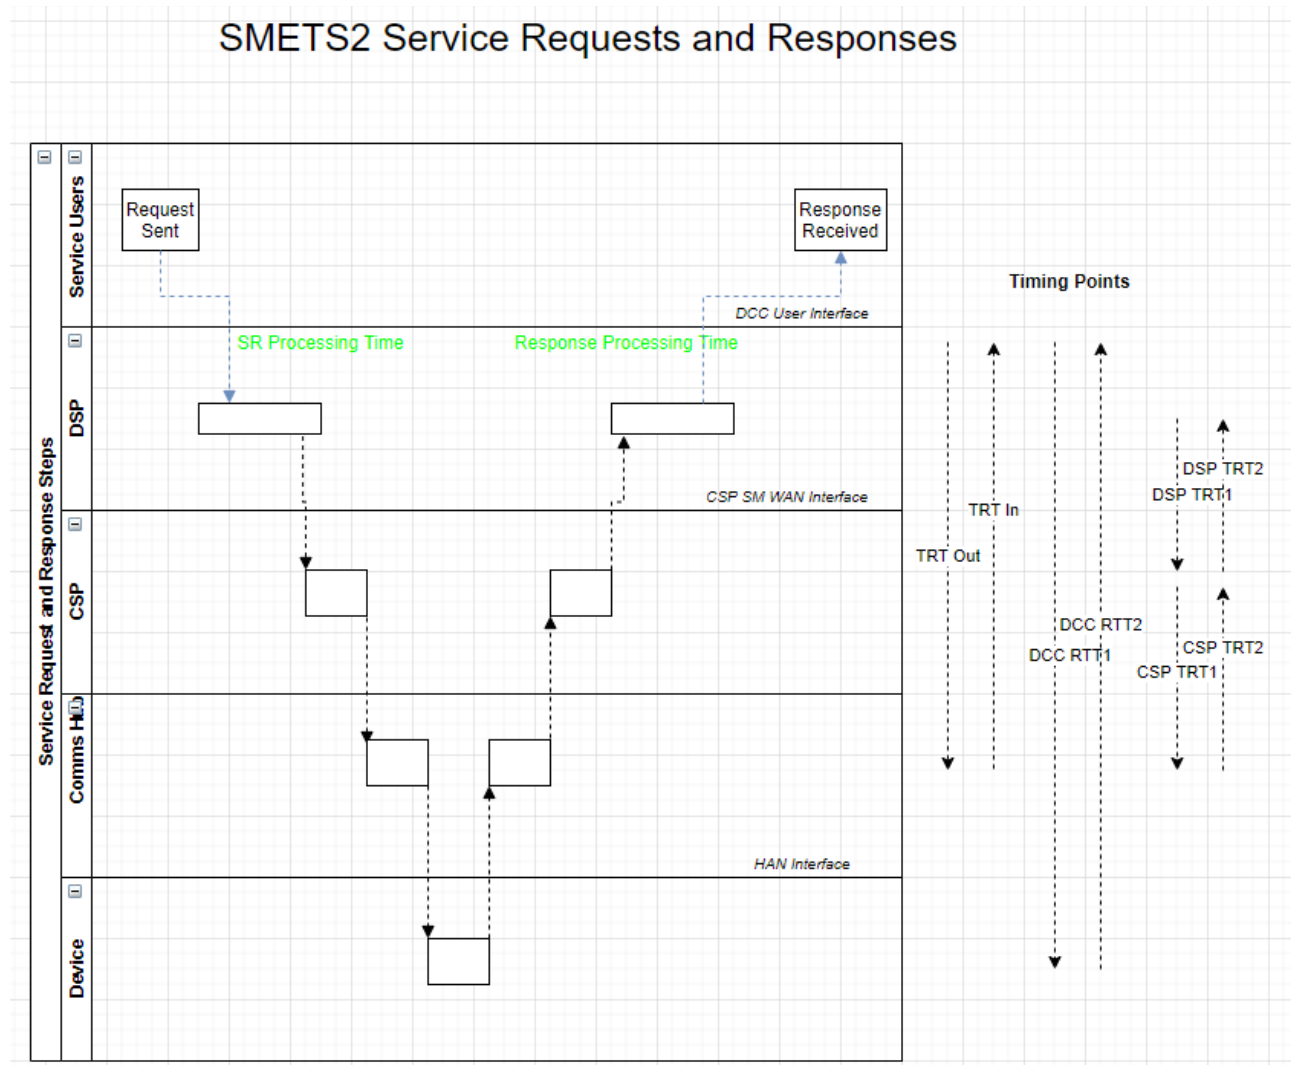 SMETS2 Service Requests and Responses
Service Request and Response Steps
Service Users
Request
Sent
Response
Received
DCC User Interface
Timing Points
DSP
SR Processing Time
Response Processing Time
CSP SM WAN Interface
CSP
Comms Hub
HAN Interface
Device
TRT Out
TRT In
DCC RTT1
DCC RTT2
DSP TRT2
DSP TRT1
CSP TRT2
CSP TRT1